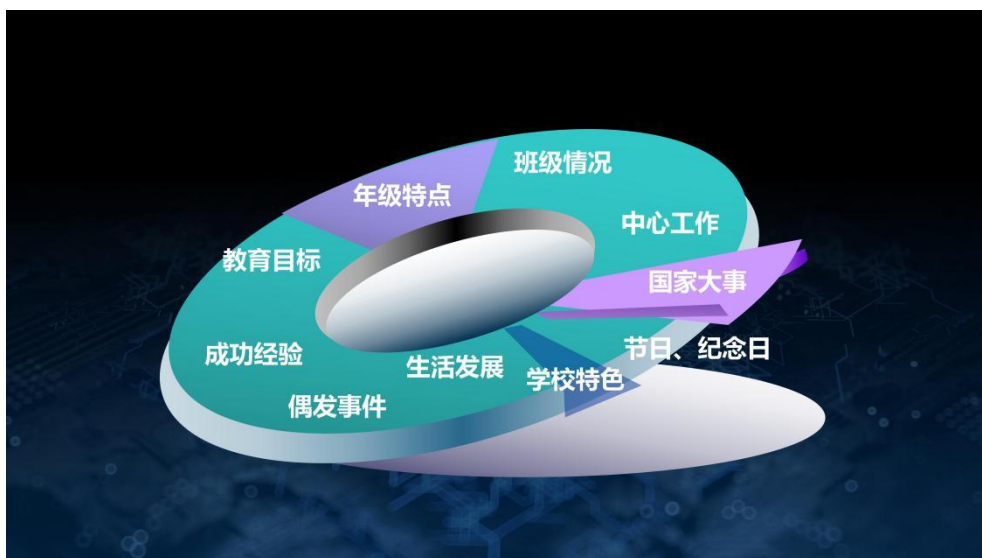 班级情况
年级特点
中心工作
教育目标
国家大事
节日、纪念日
成功经验
生活发展
学校特色
偶发事件